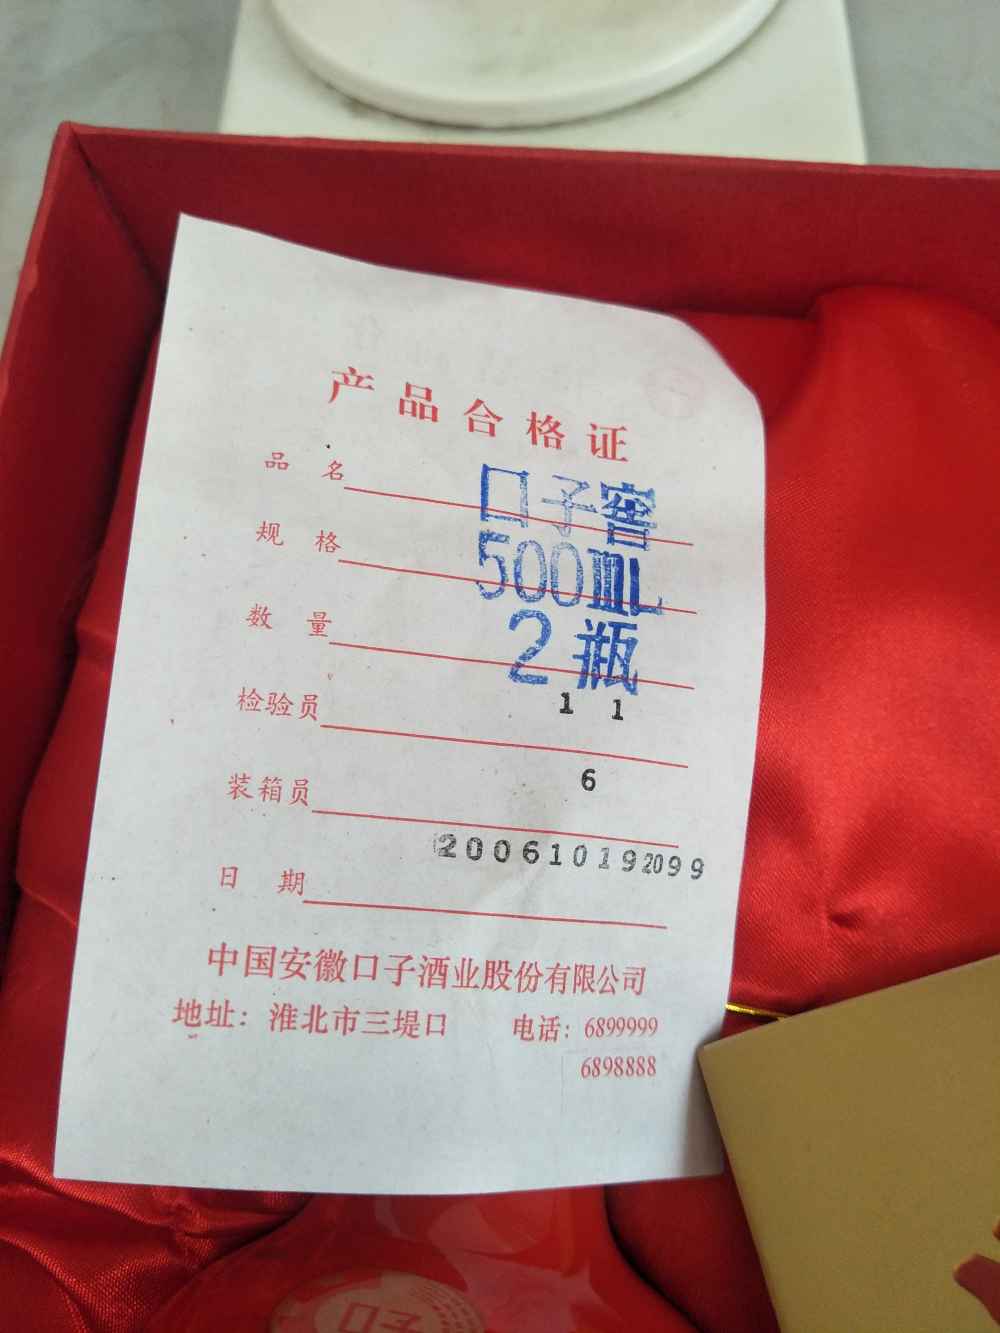 产品合格证
品 名 口子窖
规 格 500mL
数 量 2瓶
检验员 11
装箱员 6
日 期 200610192099
中国安徽口子酒业股份有限公司
地址：淮北市三堤口 电话：6899999
6898888